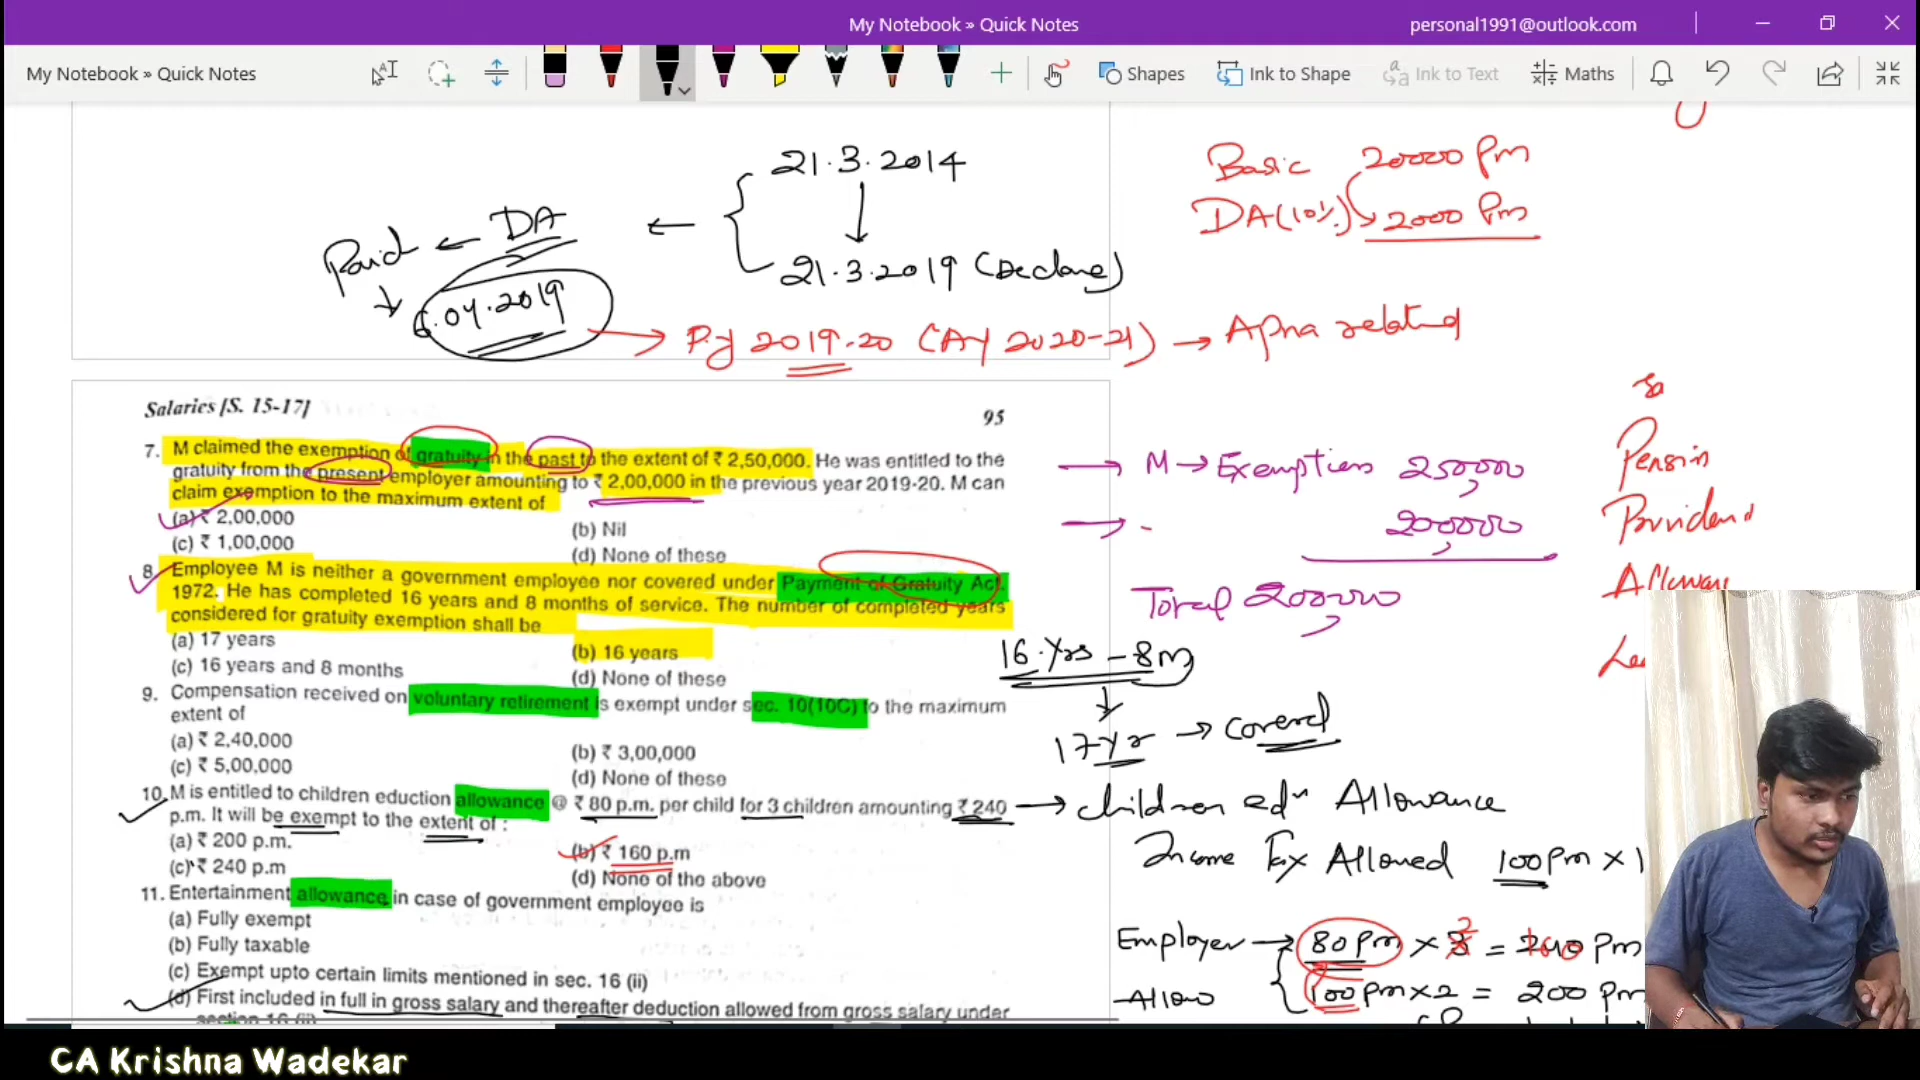 My Notebook » Quick Notes
personal1991@outlook.com
My Notebook » Quick Notes
Shapes
Ink to Shape
Ink to Text
Maths
21.3.2014
Basic 20000 Pm
DA(10%) 2000 Pm
Paid ← DA ←
21.3.2019 (Declare)
.04.2019
→ P.y 2019-20 (Ay 2020-21) → Apna related
Salaries [S. 15-17]
95
7. M claimed the exemption of gratuity in the past to the extent of ₹ 2,50,000. He was entitled to the
gratuity from the present employer amounting to ₹ 2,00,000 in the previous year 2019-20. M can
claim exemption to the maximum extent of
(a) ₹ 2,00,000
(b) Nil
(c) ₹ 1,00,000
(d) None of these
→ M → Exemption 250000
→ - 200000
Total 2000000
Pension
8. Employee M is neither a government employee nor covered under Payment of Gratuity Act,
1972. He has completed 16 years and 8 months of service. The number of completed years
considered for gratuity exemption shall be
(a) 17 years
(b) 16 years
(c) 16 years and 8 months
(d) None of these
16 Yrs - 8m
17 yr → covered
9. Compensation received on voluntary retirement is exempt under sec. 10(10C) to the maximum
extent of
(a) ₹ 2,40,000
(b) ₹ 3,00,000
(c) ₹ 5,00,000
(d) None of these
10. M is entitled to children eduction allowance @ ₹ 80 p.m. per child for 3 children amounting ₹ 240
p.m. It will be exempt to the extent of :
(a) ₹ 200 p.m.
(b) ₹ 160 p.m
(c) ₹ 240 p.m
(d) None of the above
→ children edn Allowance
Income Tax Allowed 100 Pm × 1
11. Entertainment allowance in case of government employee is
(a) Fully exempt
(b) Fully taxable
(c) Exempt upto certain limits mentioned in sec. 16 (ii)
(d) First included in full in gross salary and thereafter deduction allowed from gross salary under
section 16 (ii)
Employer → 80 pm × 2 = 160 pm
Allow 100 pm × 2 = 200 pm
CA Krishna Wadekar